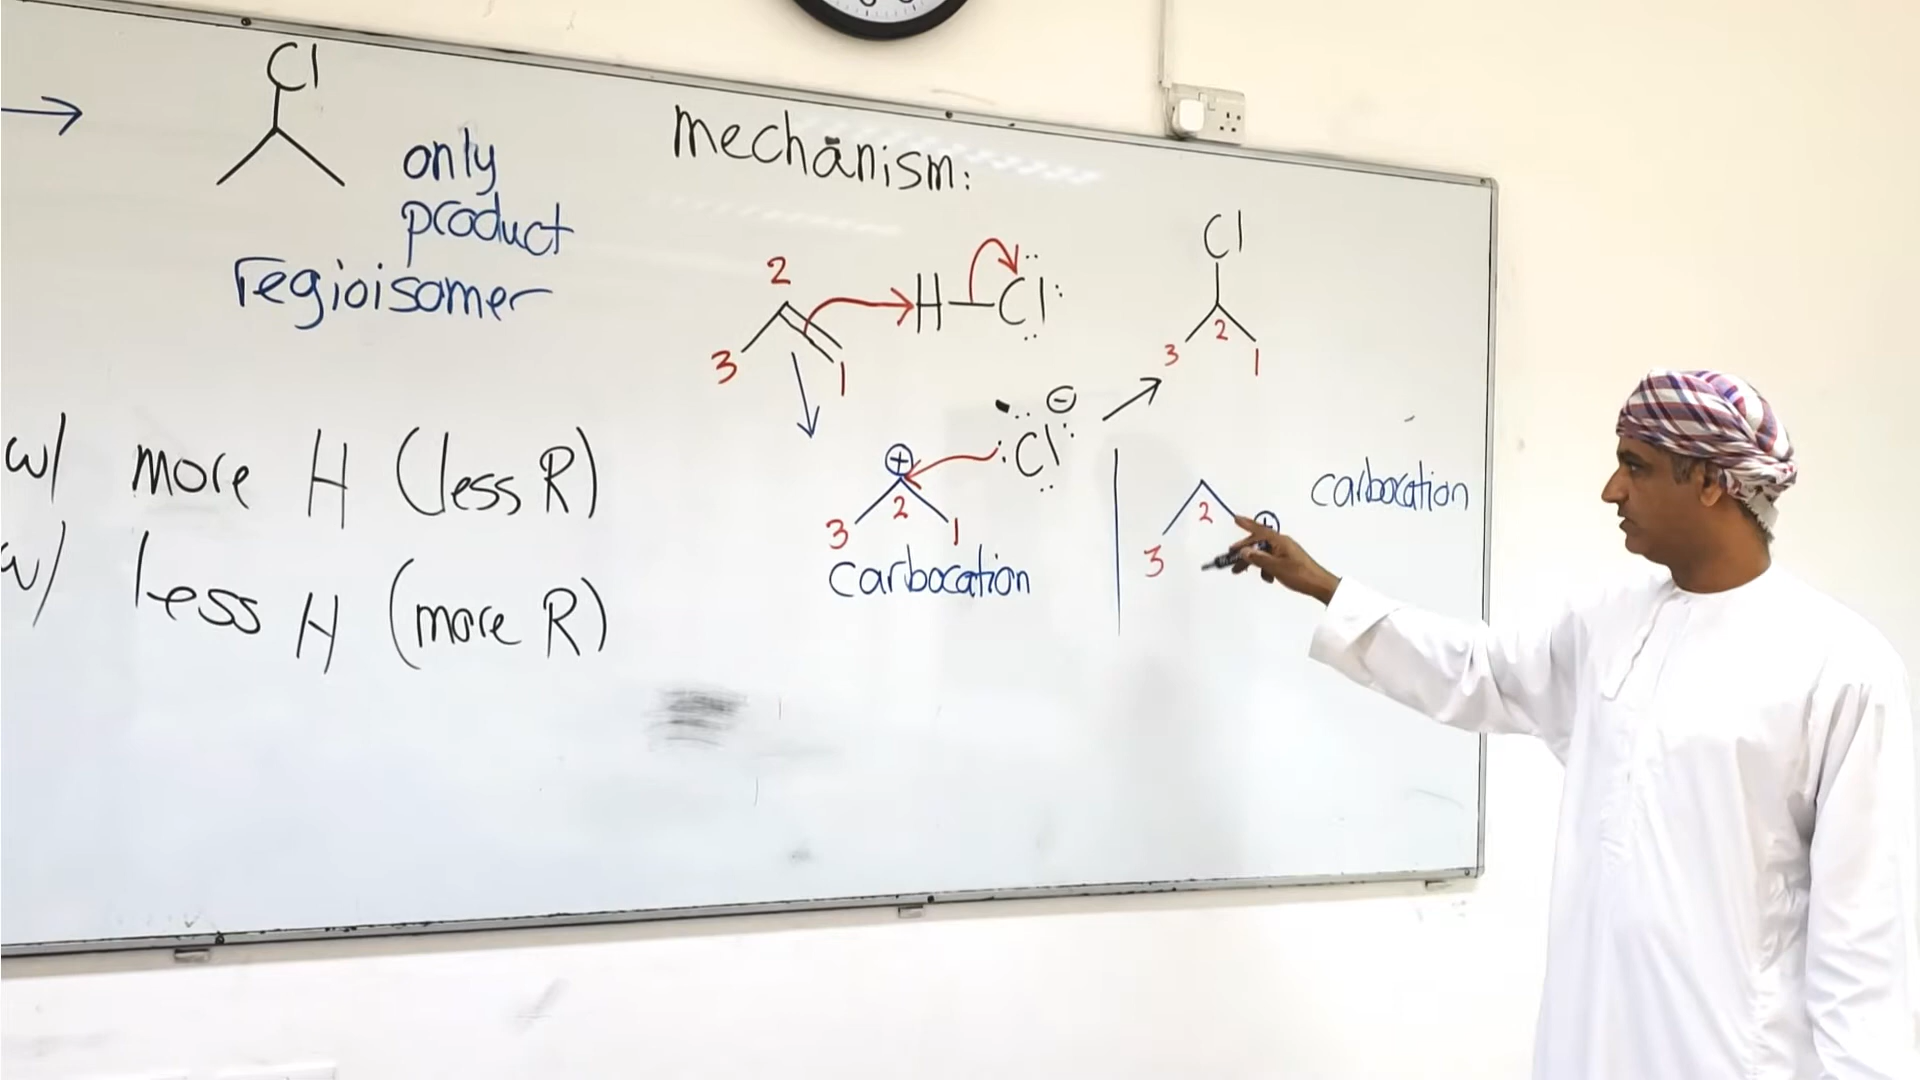 Cl
only
product
regioisomer
w/ more H (less R)
w/ less H (more R)
mechanism:
2
3
1
H—Cl:
Cl
3 2 1
⊕
:Cl: ⊖
3 2 1
carbocation
3 2 ⊕
carbocation